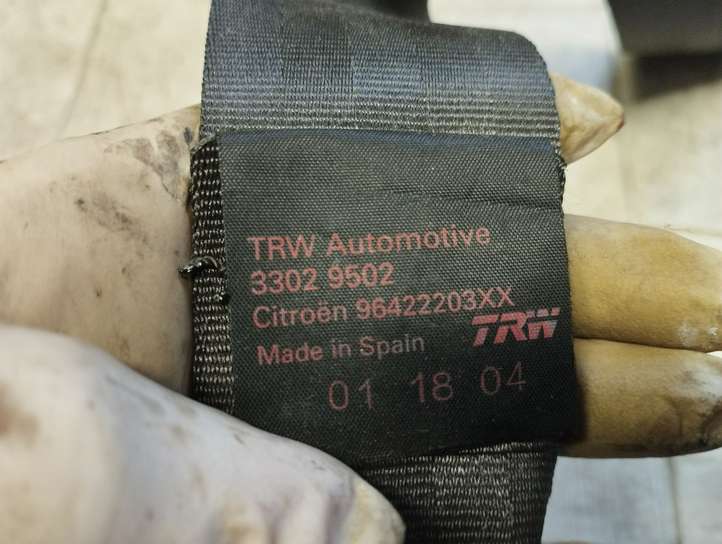 TRW Automotive
3302 9502
Citroën 96422203XX
TRW
Made in Spain
01 18 04